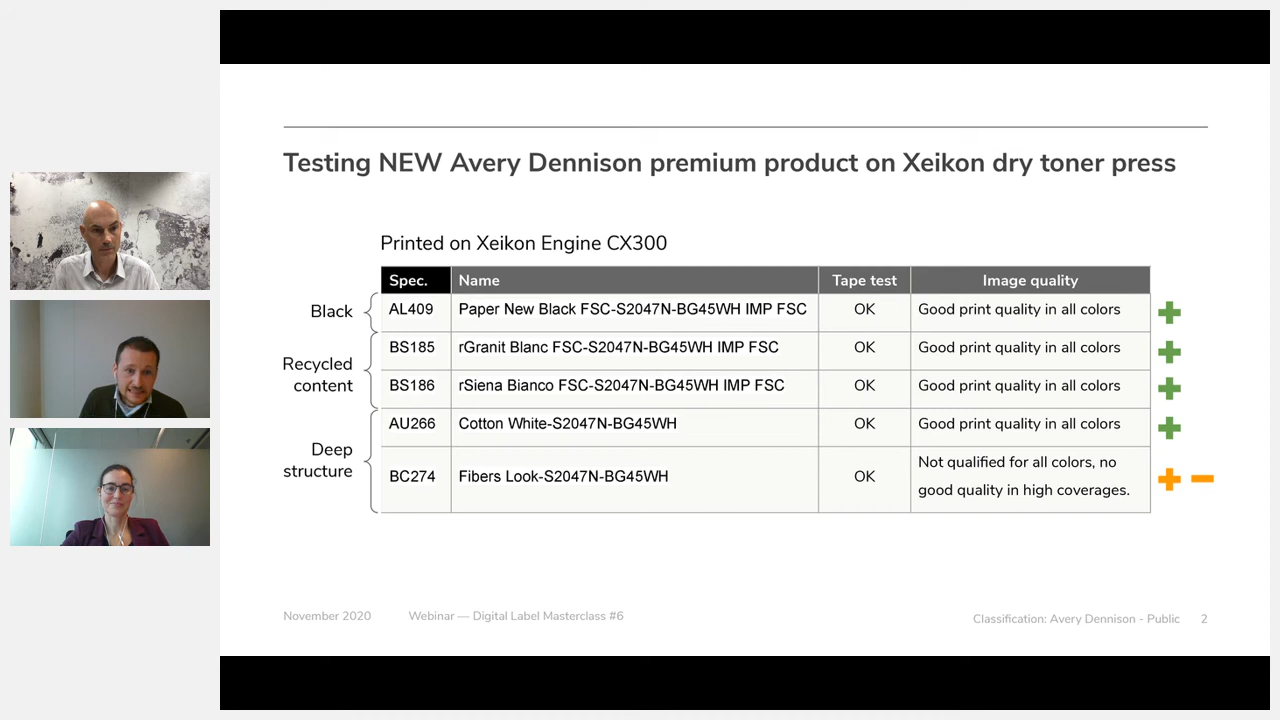 Testing NEW Avery Dennison premium product on Xeikon dry toner press
Printed on Xeikon Engine CX300
Spec. Name Tape test Image quality
Black AL409 Paper New Black FSC-S2047N-BG45WH IMP FSC OK Good print quality in all colors
Recycled content BS185 rGranit Blanc FSC-S2047N-BG45WH IMP FSC OK Good print quality in all colors
BS186 rSiena Bianco FSC-S2047N-BG45WH IMP FSC OK Good print quality in all colors
Deep structure AU266 Cotton White-S2047N-BG45WH OK Good print quality in all colors
BC274 Fibers Look-S2047N-BG45WH OK Not qualified for all colors, no
good quality in high coverages.
November 2020 Webinar — Digital Label Masterclass #6 Classification: Avery Dennison - Public 2